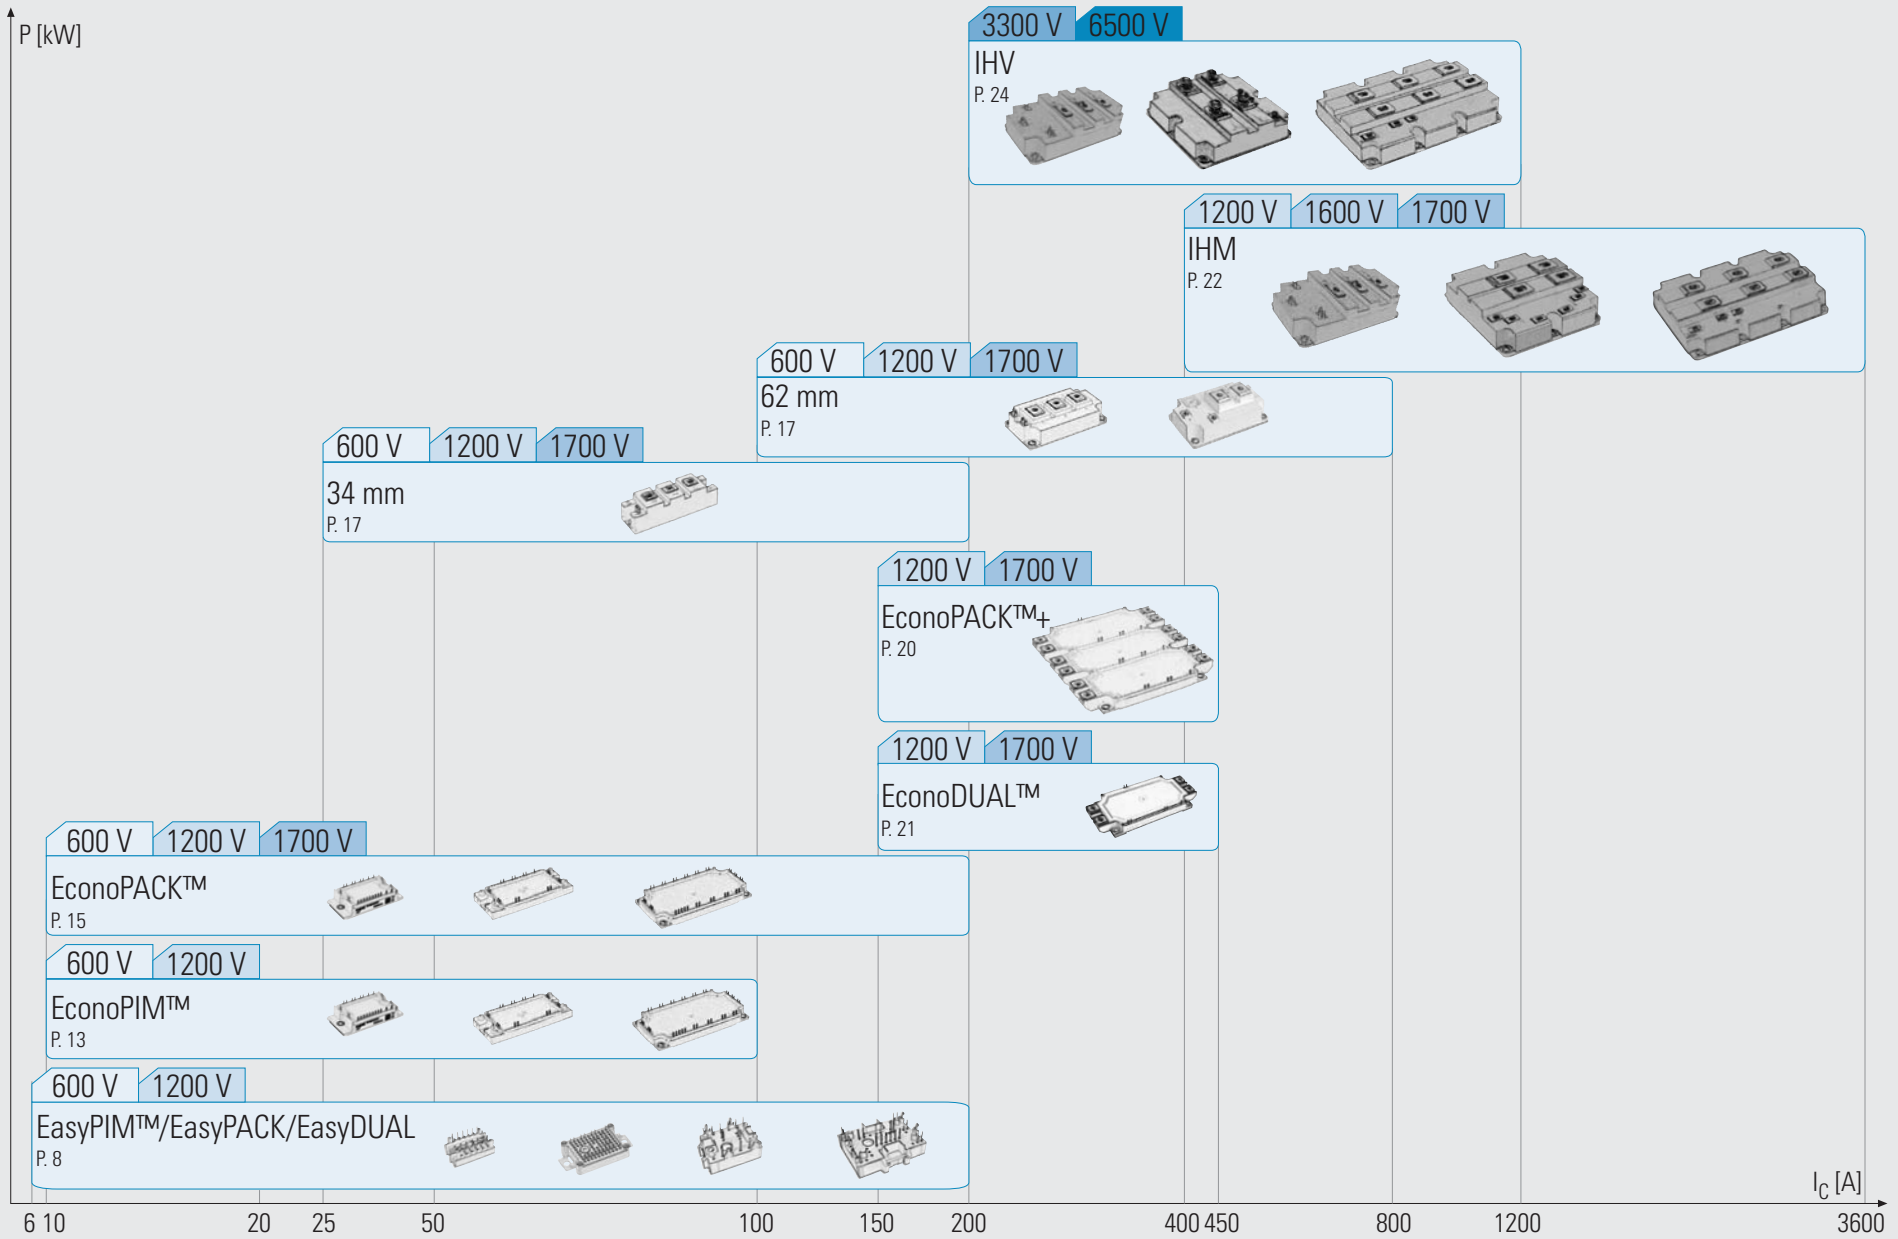 P [kW]
3300 V 6500 V
IHV
P. 24
1200 V 1600 V 1700 V
IHM
P. 22
600 V 1200 V 1700 V
62 mm
P. 17
600 V 1200 V 1700 V
34 mm
P. 17
1200 V 1700 V
EconoPACK™+
P. 20
1200 V 1700 V
EconoDUAL™
P. 21
600 V 1200 V 1700 V
EconoPACK™
P. 15
600 V 1200 V
EconoPIM™
P. 13
600 V 1200 V
EasyPIM™/EasyPACK/EasyDUAL
P. 8
I_C [A]
6 10 20 25 50 100 150 200 400 450 800 1200 3600